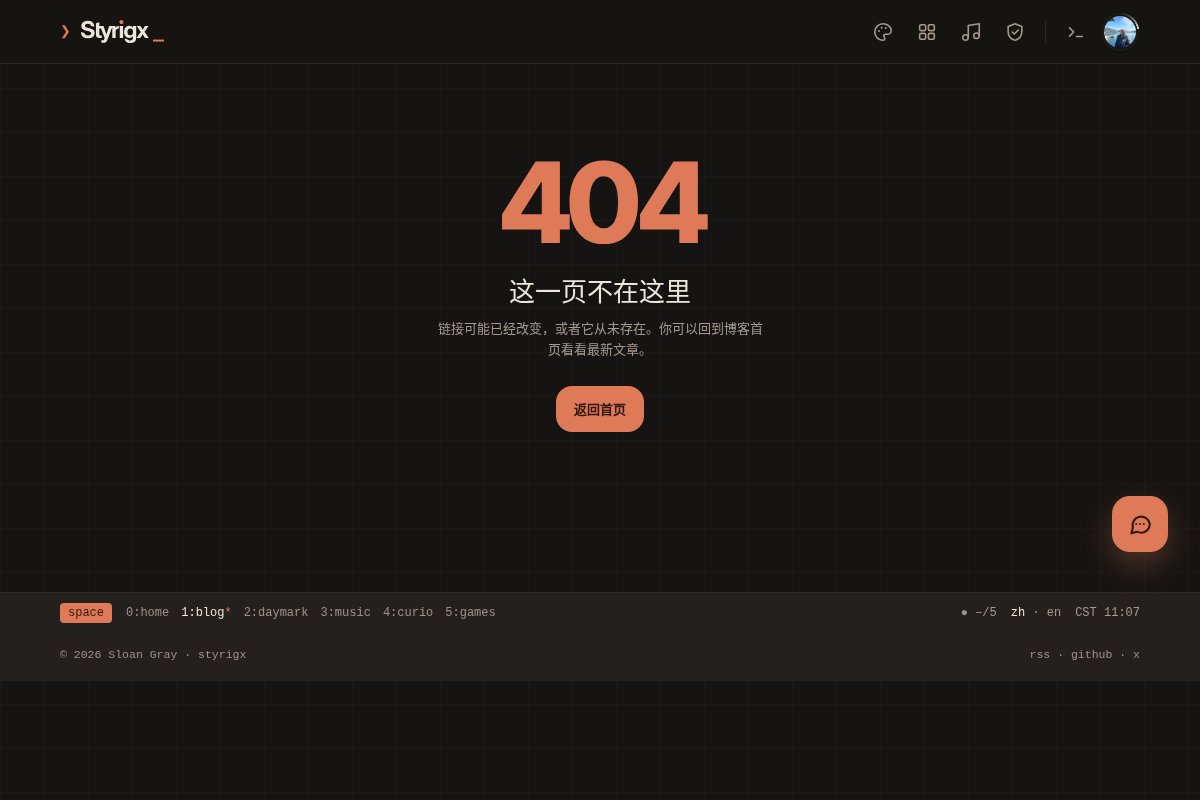 ❯ Styrigx _
404
这一页不在这里
链接可能已经改变，或者它从未存在。你可以回到博客首
页看看最新文章。
返回首页
space 0:home 1:blog* 2:daymark 3:music 4:curio 5:games ● –/5 zh · en CST 11:07
© 2026 Sloan Gray · styrigx rss · github · x